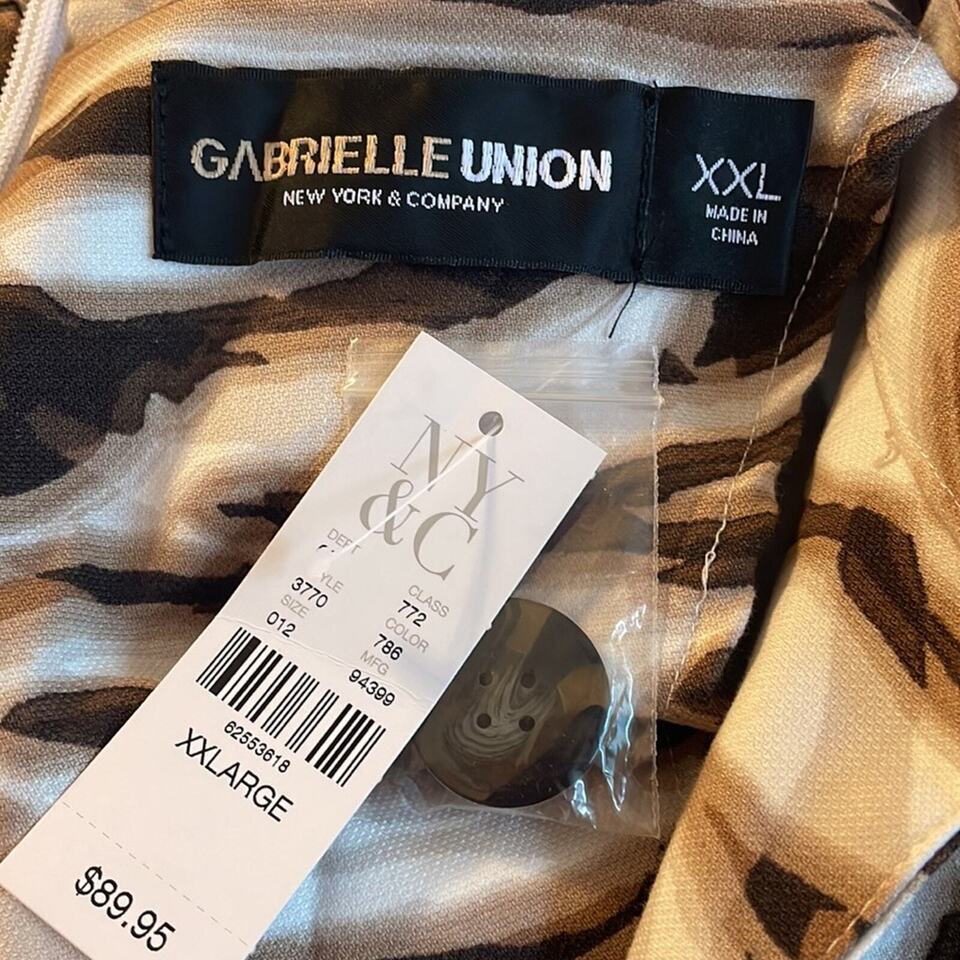 GABRIELLE UNION
NEW YORK & COMPANY
XXL
MADE IN
CHINA
NY
&C
DEPT
CLASS
772
3770
COLOR
786
SIZE
012
MFG
94399
62553618
XXLARGE
$89.95